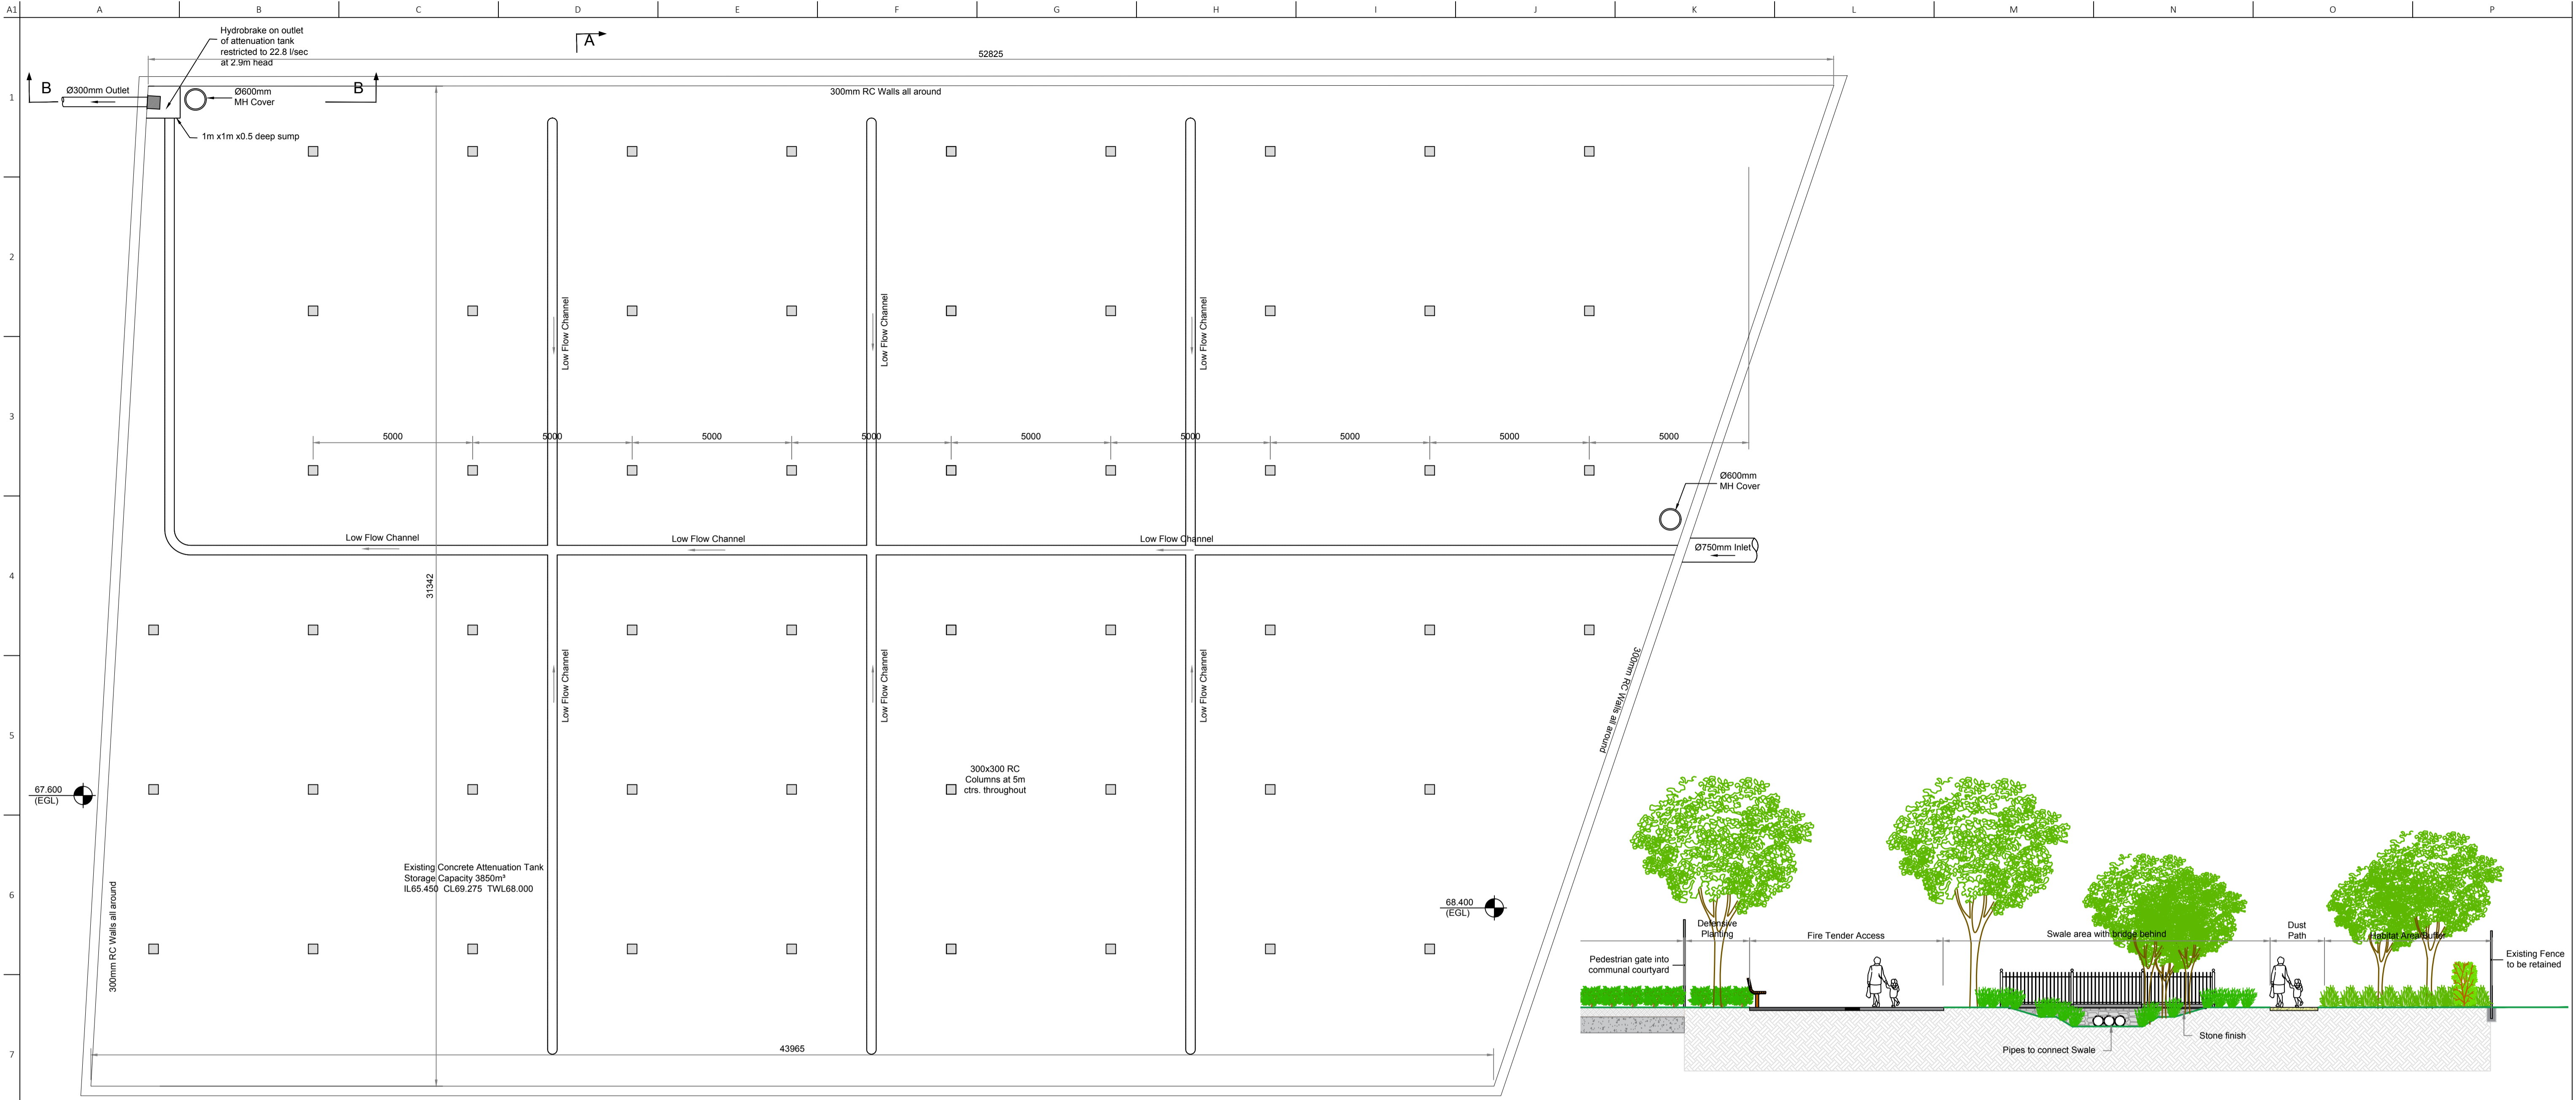 A1
A
B
C
D
E
F
G
H
I
J
K
L
M
N
O
P
1
2
3
4
5
6
7
Hydrobrake on outlet
of attenuation tank
restricted to 22.8 l/sec
at 2.9m head
A
52825
B
B
Ø300mm Outlet
Ø600mm
MH Cover
300mm RC Walls all around
1m x1m x0.5 deep sump
Low Flow Channel
Low Flow Channel
Low Flow Channel
5000
5000
5000
5000
5000
5000
5000
5000
5000
Ø600mm
MH Cover
Low Flow Channel
Low Flow Channel
Low Flow Channel
Ø750mm Inlet
31342
Low Flow Channel
Low Flow Channel
Low Flow Channel
300mm RC Walls all around
300x300 RC
Columns at 5m
ctrs. throughout
67.600
(EGL)
Existing Concrete Attenuation Tank
Storage Capacity 3850m³
IL65.450 CL69.275 TWL68.000
68.400
(EGL)
300mm RC Walls all around
43965
Defensive
Planting
Fire Tender Access
Swale area with bridge behind
Dust
Path
Habitat Area/Buffer
Pedestrian gate into
communal courtyard
Existing Fence
to be retained
Stone finish
Pipes to connect Swale